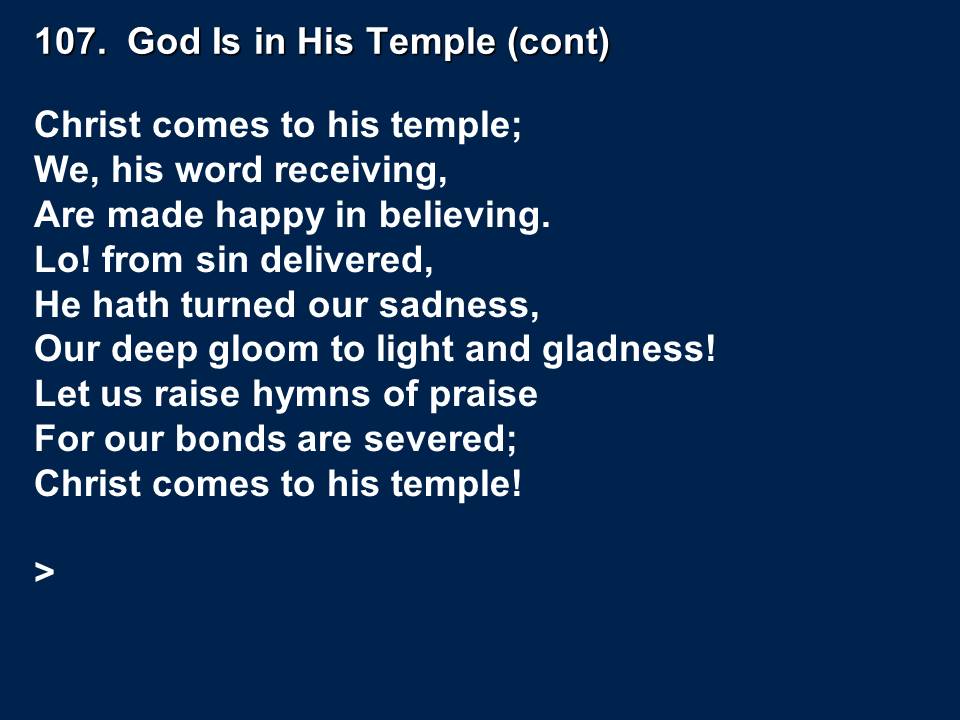 107. God Is in His Temple (cont)
Christ comes to his temple;
We, his word receiving,
Are made happy in believing.
Lo! from sin delivered,
He hath turned our sadness,
Our deep gloom to light and gladness!
Let us raise hymns of praise
For our bonds are severed;
Christ comes to his temple!
>